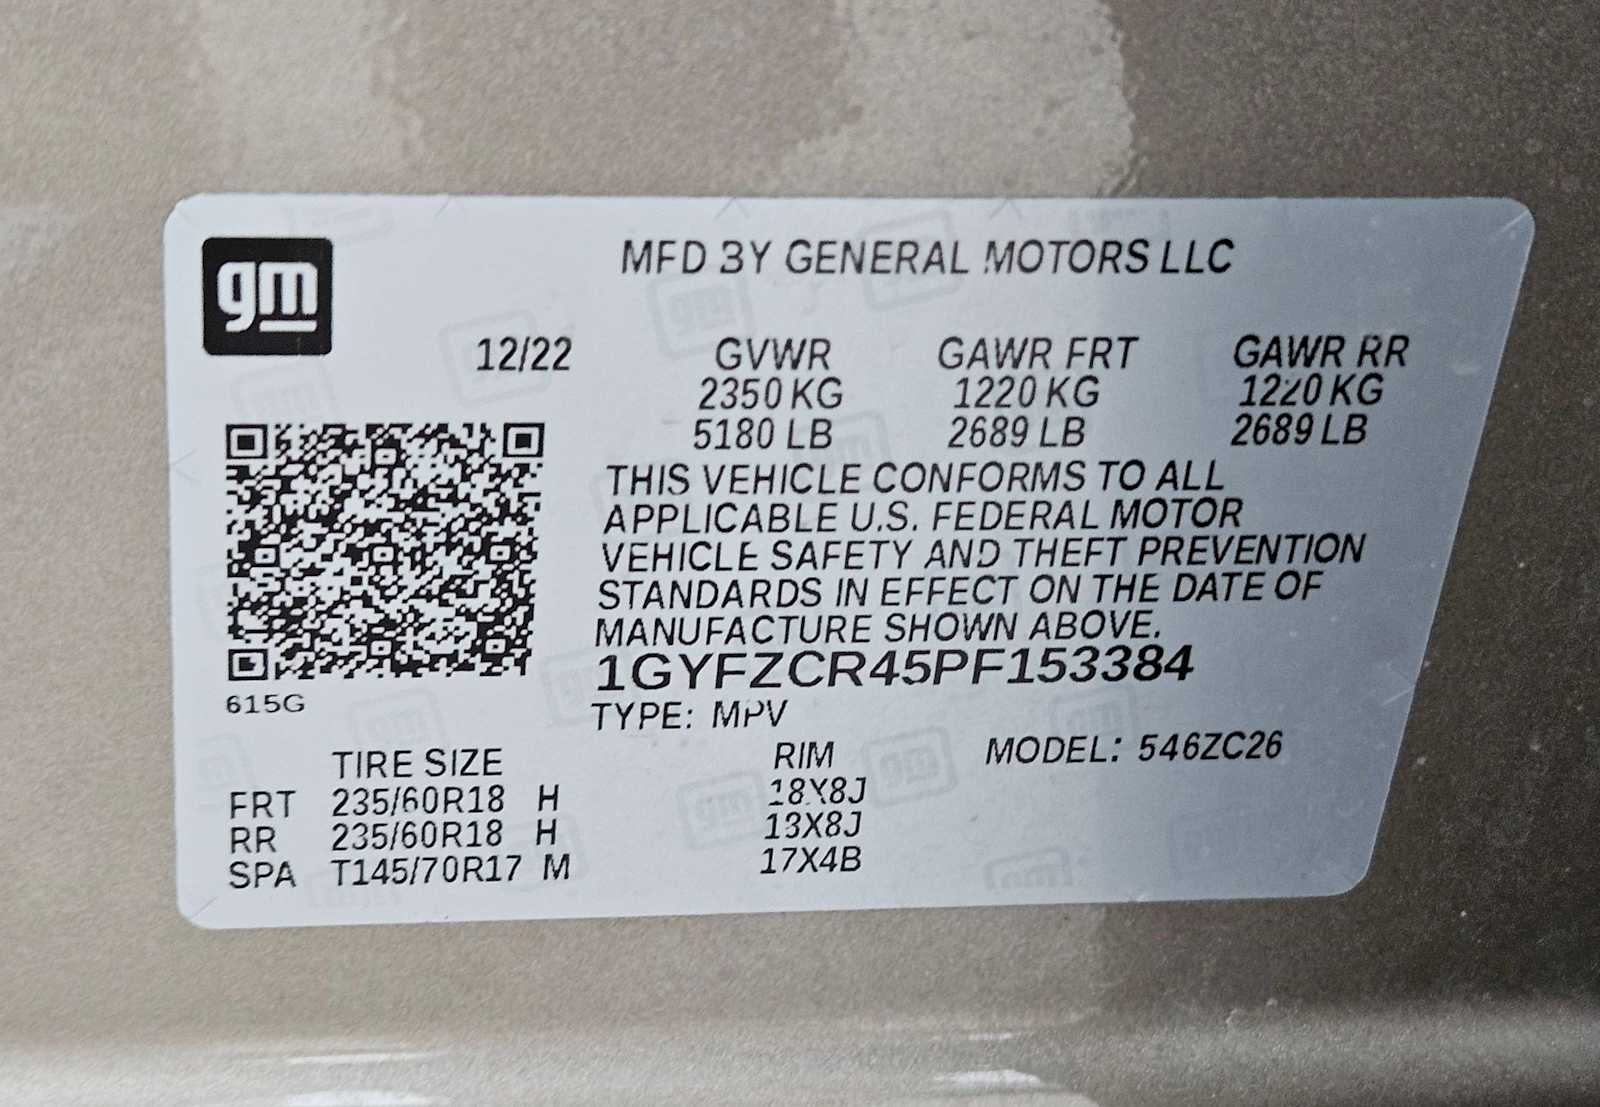 gm
MFD BY GENERAL MOTORS LLC
12/22 GVWR GAWR FRT GAWR RR
2350 KG 1220 KG 1220 KG
5180 LB 2689 LB 2689 LB
THIS VEHICLE CONFORMS TO ALL
APPLICABLE U.S. FEDERAL MOTOR
VEHICLE SAFETY AND THEFT PREVENTION
STANDARDS IN EFFECT ON THE DATE OF
MANUFACTURE SHOWN ABOVE.
1GYFZCR45PF153384
615G
TYPE: MPV
TIRE SIZE RIM MODEL: 546ZC26
FRT 235/60R18 H 18X8J
RR 235/60R18 H 18X8J
SPA T145/70R17 M 17X4B